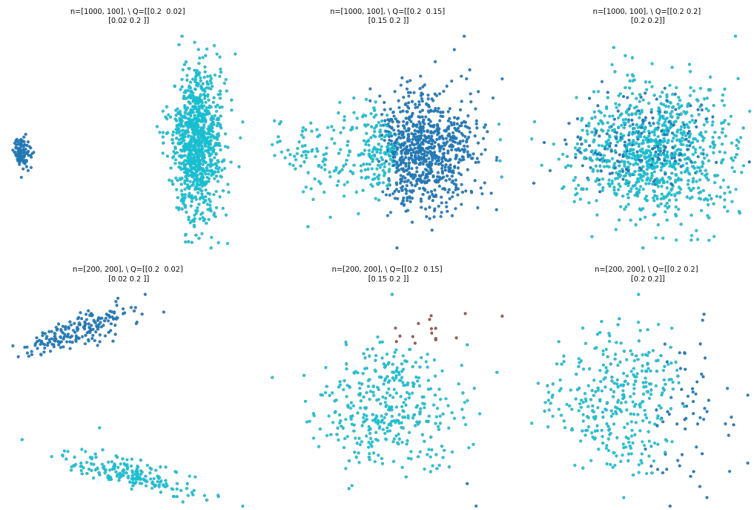 n=[1000, 100], \ Q=[[0.2  0.02]
[0.02 0.2 ]]
n=[1000, 100], \ Q=[[0.2  0.15]
[0.15 0.2 ]]
n=[1000, 100], \ Q=[[0.2 0.2]
[0.2 0.2]]
n=[200, 200], \ Q=[[0.2  0.02]
[0.02 0.2 ]]
n=[200, 200], \ Q=[[0.2  0.15]
[0.15 0.2 ]]
n=[200, 200], \ Q=[[0.2 0.2]
[0.2 0.2]]